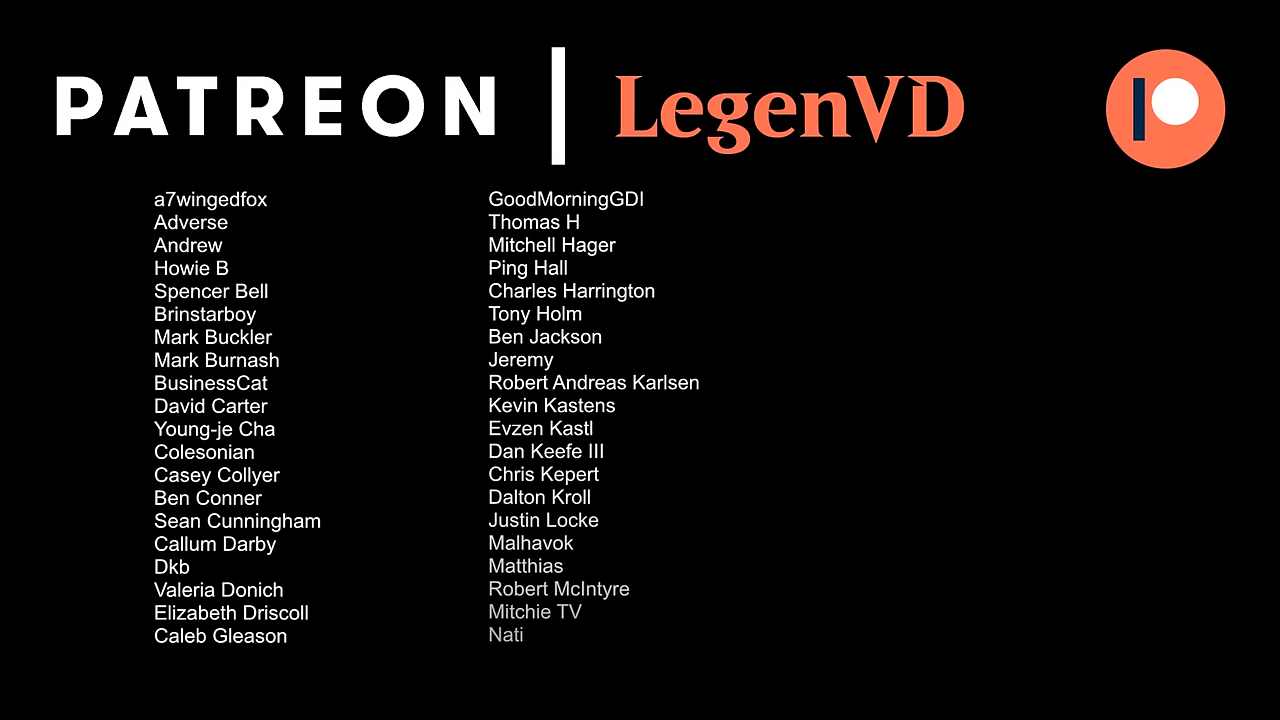 PATREON | LegenVD
a7wingedfox
Adverse
Andrew
Howie B
Spencer Bell
Brinstarboy
Mark Buckler
Mark Burnash
BusinessCat
David Carter
Young-je Cha
Colesonian
Casey Collyer
Ben Conner
Sean Cunningham
Callum Darby
Dkb
Valeria Donich
Elizabeth Driscoll
Caleb Gleason
GoodMorningGDI
Thomas H
Mitchell Hager
Ping Hall
Charles Harrington
Tony Holm
Ben Jackson
Jeremy
Robert Andreas Karlsen
Kevin Kastens
Evzen Kastl
Dan Keefe III
Chris Kepert
Dalton Kroll
Justin Locke
Malhavok
Matthias
Robert McIntyre
Mitchie TV
Nati